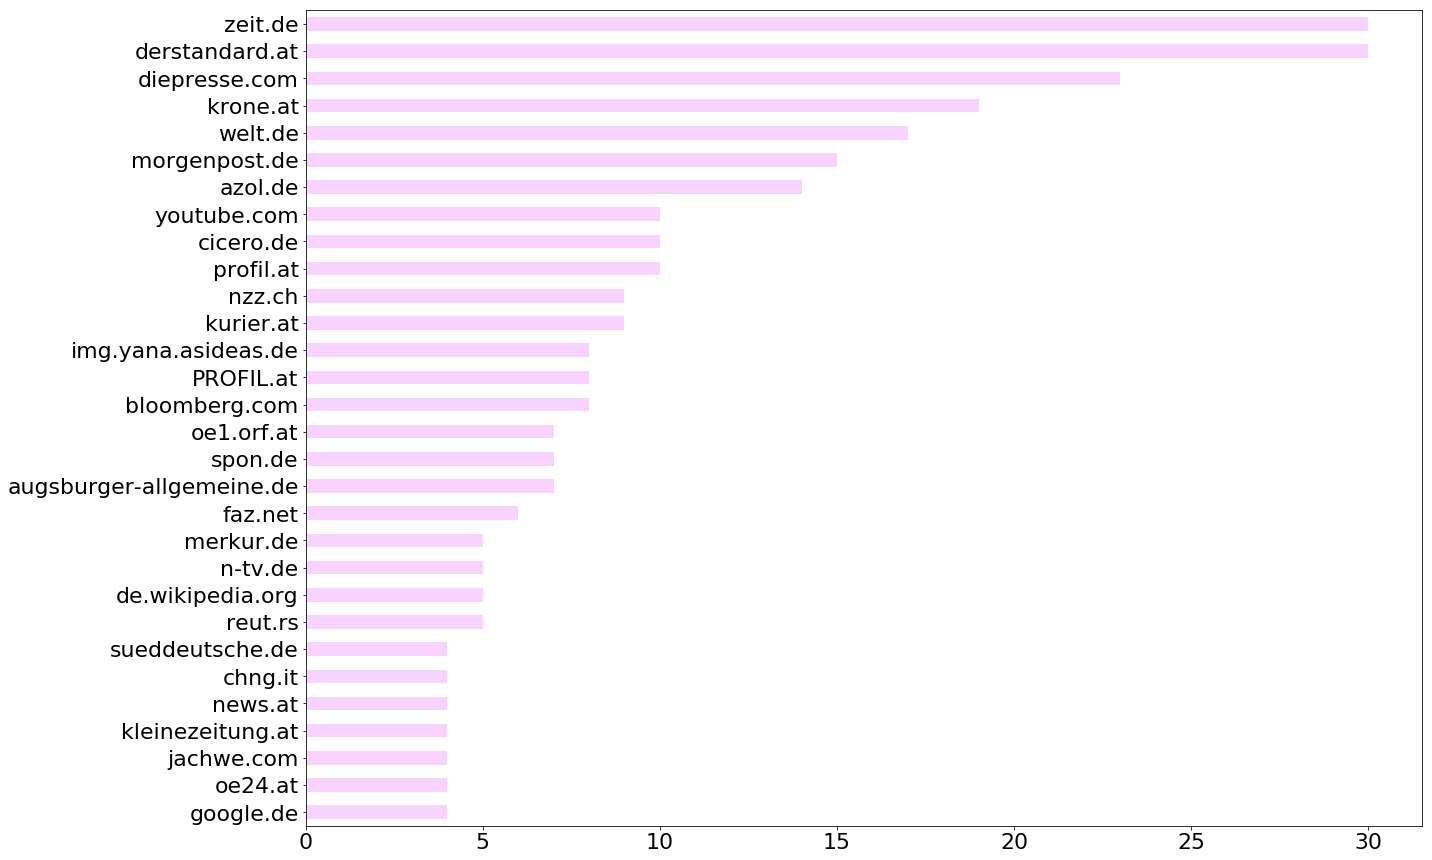 zeit.de
derstandard.at
diepresse.com
krone.at
welt.de
morgenpost.de
azol.de
youtube.com
cicero.de
profil.at
nzz.ch
kurier.at
img.yana.asideas.de
PROFIL.at
bloomberg.com
oe1.orf.at
spon.de
augsburger-allgemeine.de
faz.net
merkur.de
n-tv.de
de.wikipedia.org
reut.rs
sueddeutsche.de
chng.it
news.at
kleinezeitung.at
jachwe.com
oe24.at
google.de
0 5 10 15 20 25 30